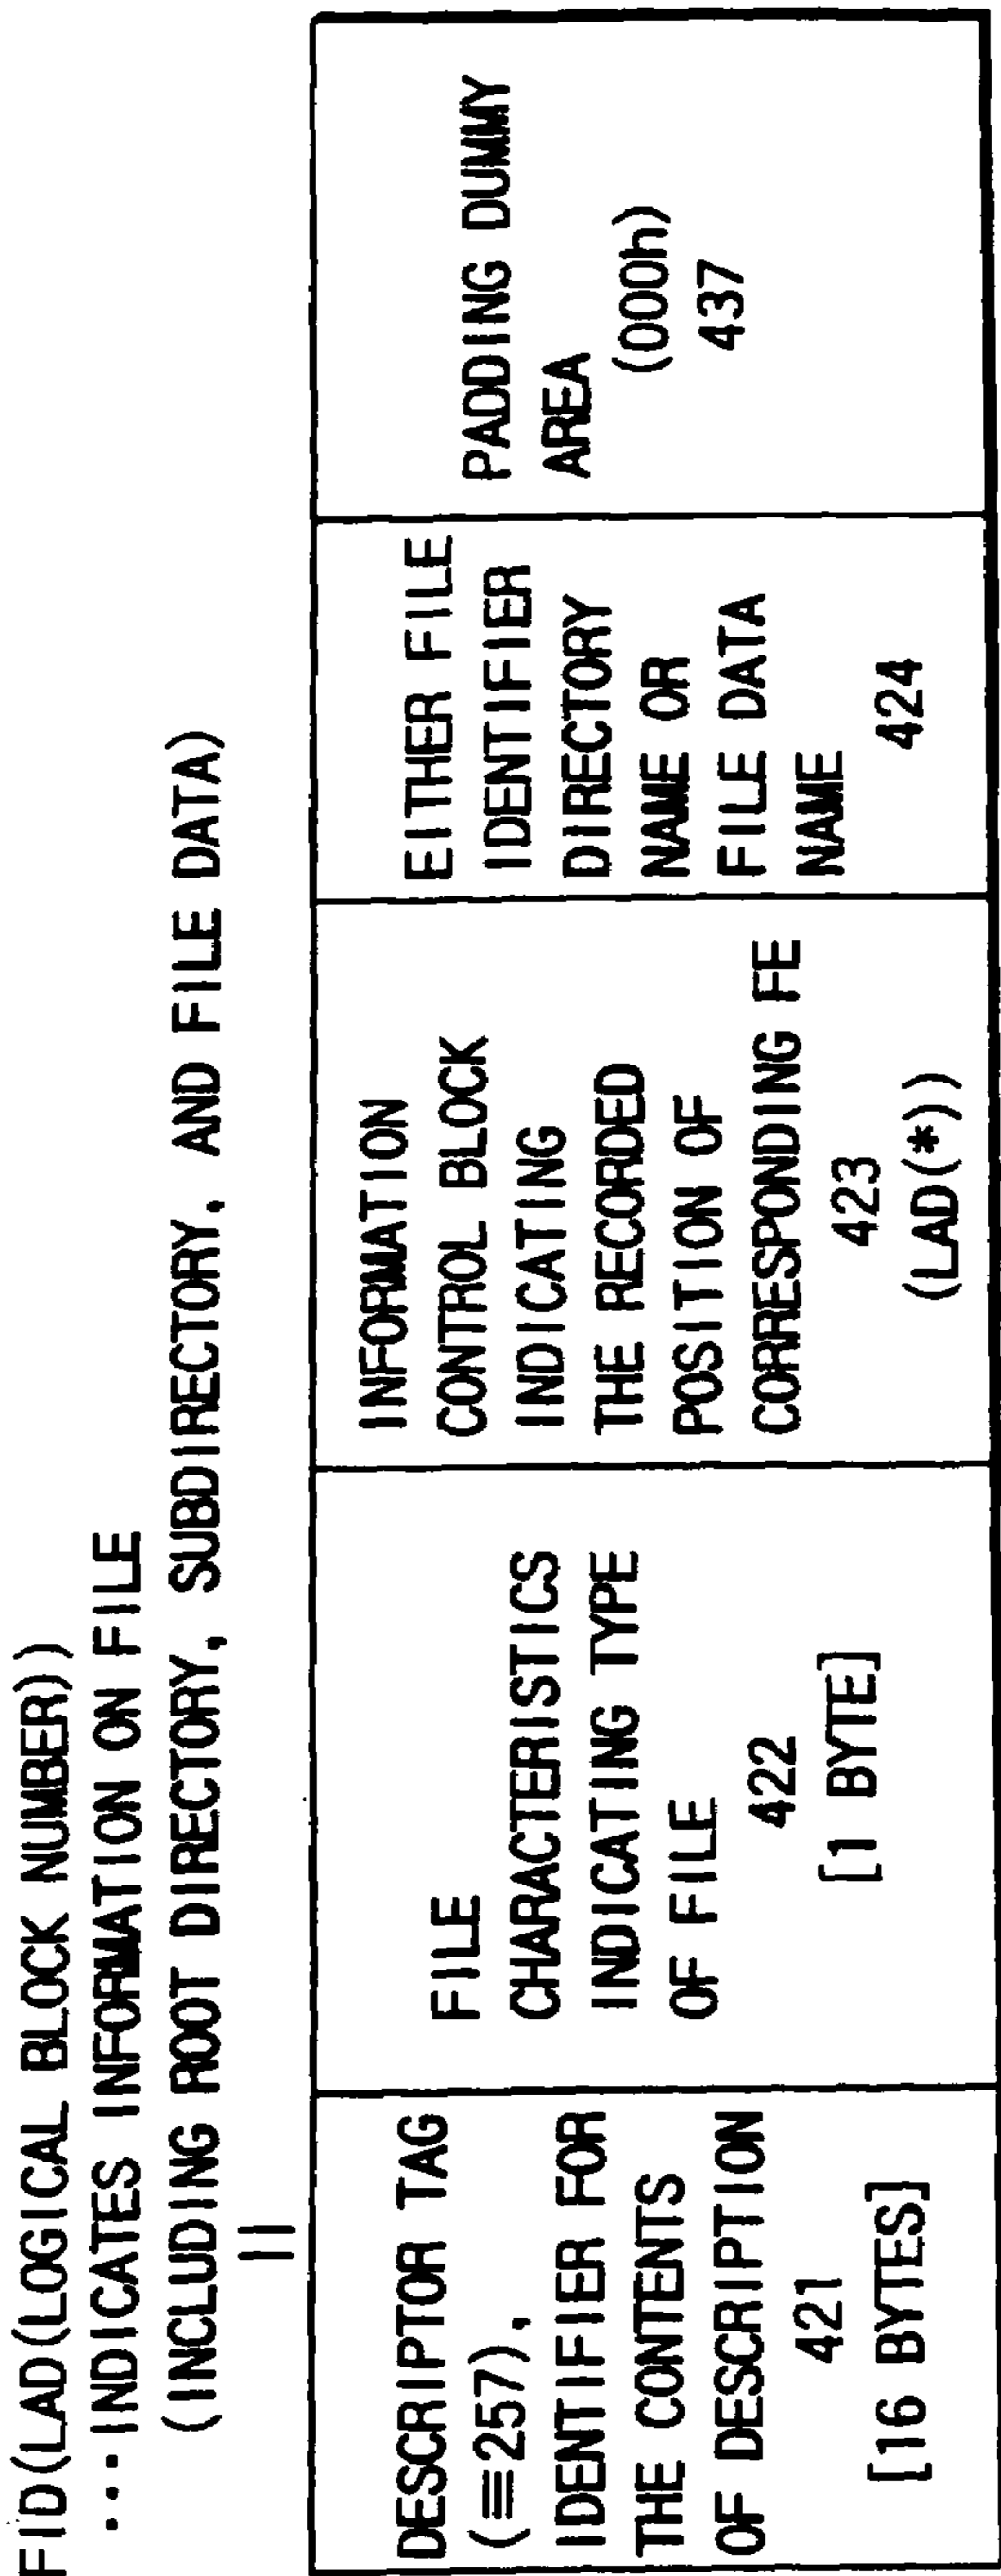 FID(LAD(LOGICAL BLOCK NUMBER))
···INDICATES INFORMATION ON FILE
(INCLUDING ROOT DIRECTORY, SUBDIRECTORY, AND FILE DATA)
||
DESCRIPTOR TAG
(≡257),
IDENTIFIER FOR
THE CONTENTS
OF DESCRIPTION
421
[16 BYTES]
FILE
CHARACTERISTICS
INDICATING TYPE
OF FILE
422
[1 BYTE]
INFORMATION
CONTROL BLOCK
INDICATING
THE RECORDED
POSITION OF
CORRESPONDING FE
423
(LAD(*))
EITHER FILE
IDENTIFIER
DIRECTORY
NAME OR
FILE DATA
NAME
424
PADDING DUMMY
AREA
(000h)
437